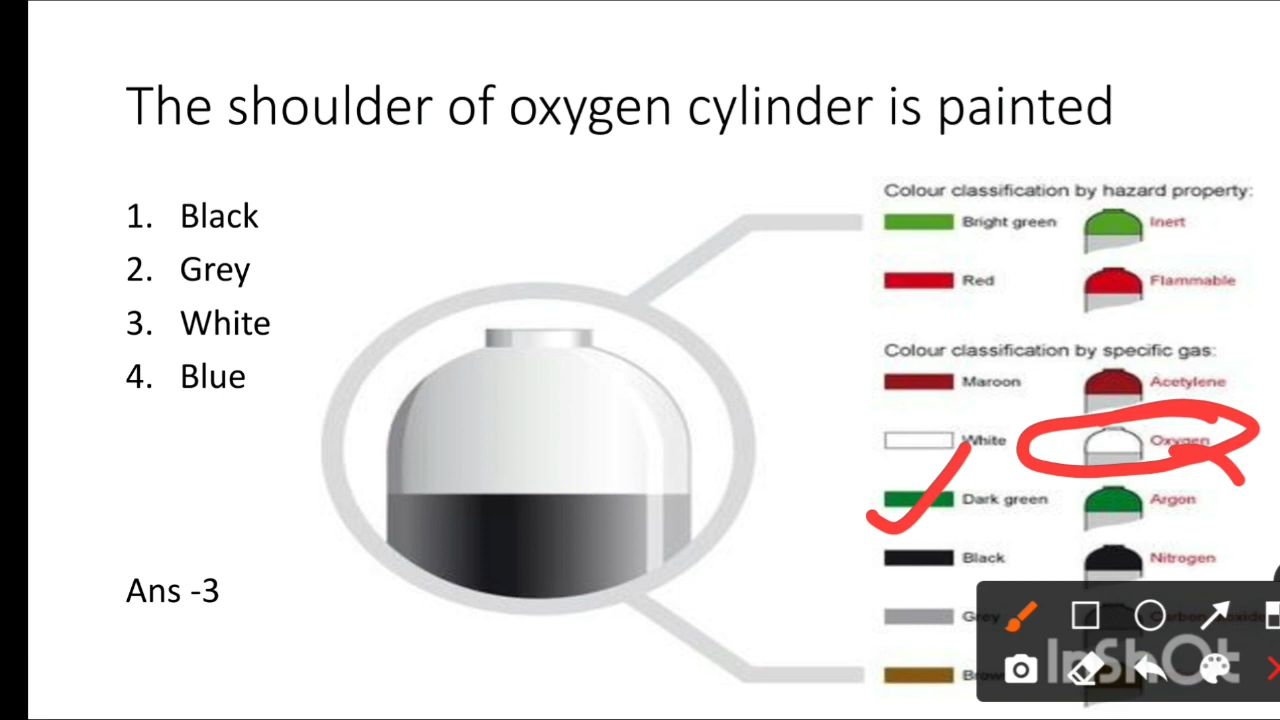 The shoulder of oxygen cylinder is painted
1. Black
2. Grey
3. White
4. Blue
Ans -3
Colour classification by hazard property:
Bright green Inert
Red Flammable
Colour classification by specific gas:
Maroon Acetylene
White Oxygen
Dark green Argon
Black Nitrogen
Grey
InShOt